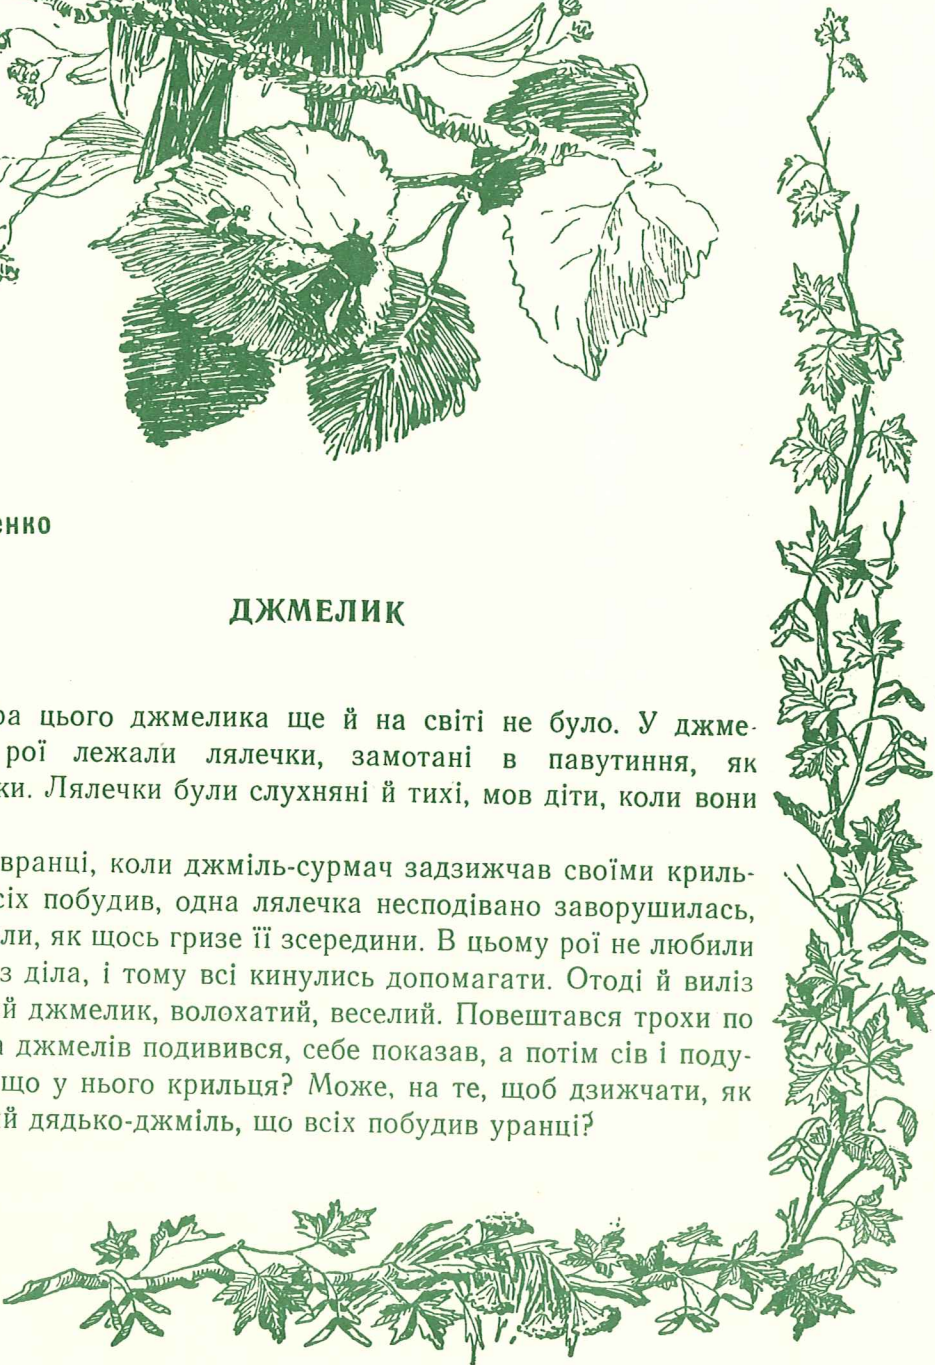 енко
ДЖМЕЛИК
ра цього джмелика ще й на світі не було. У джме-
рої лежали лялечки, замотані в павутиння, як
ки. Лялечки були слухняні й тихі, мов діти, коли вони
вранці, коли джміль-сурмач задзижчав своїми криль-
сіх побудив, одна лялечка несподівано заворушилась,
ли, як щось гризе її зсередини. В цьому рої не любили
з діла, і тому всі кинулись допомагати. Отоді й виліз
й джмелик, волохатий, веселий. Повештався трохи по
а джмелів подивився, себе показав, а потім сів і поду-
що у нього крильця? Може, на те, щоб дзижчати, як
ий дядько-джміль, що всіх побудив уранці?